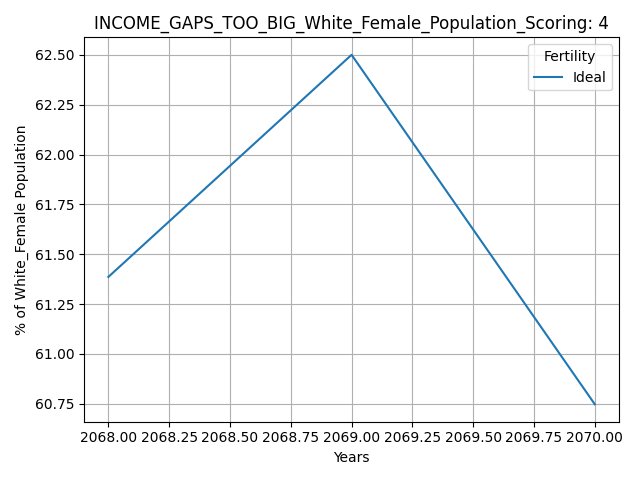 INCOME_GAPS_TOO_BIG_White_Female_Population_Scoring: 4
Fertility
Ideal
% of White_Female Population
62.50
62.25
62.00
61.75
61.50
61.25
61.00
60.75
2068.00 2068.25 2068.50 2068.75 2069.00 2069.25 2069.50 2069.75 2070.00
Years